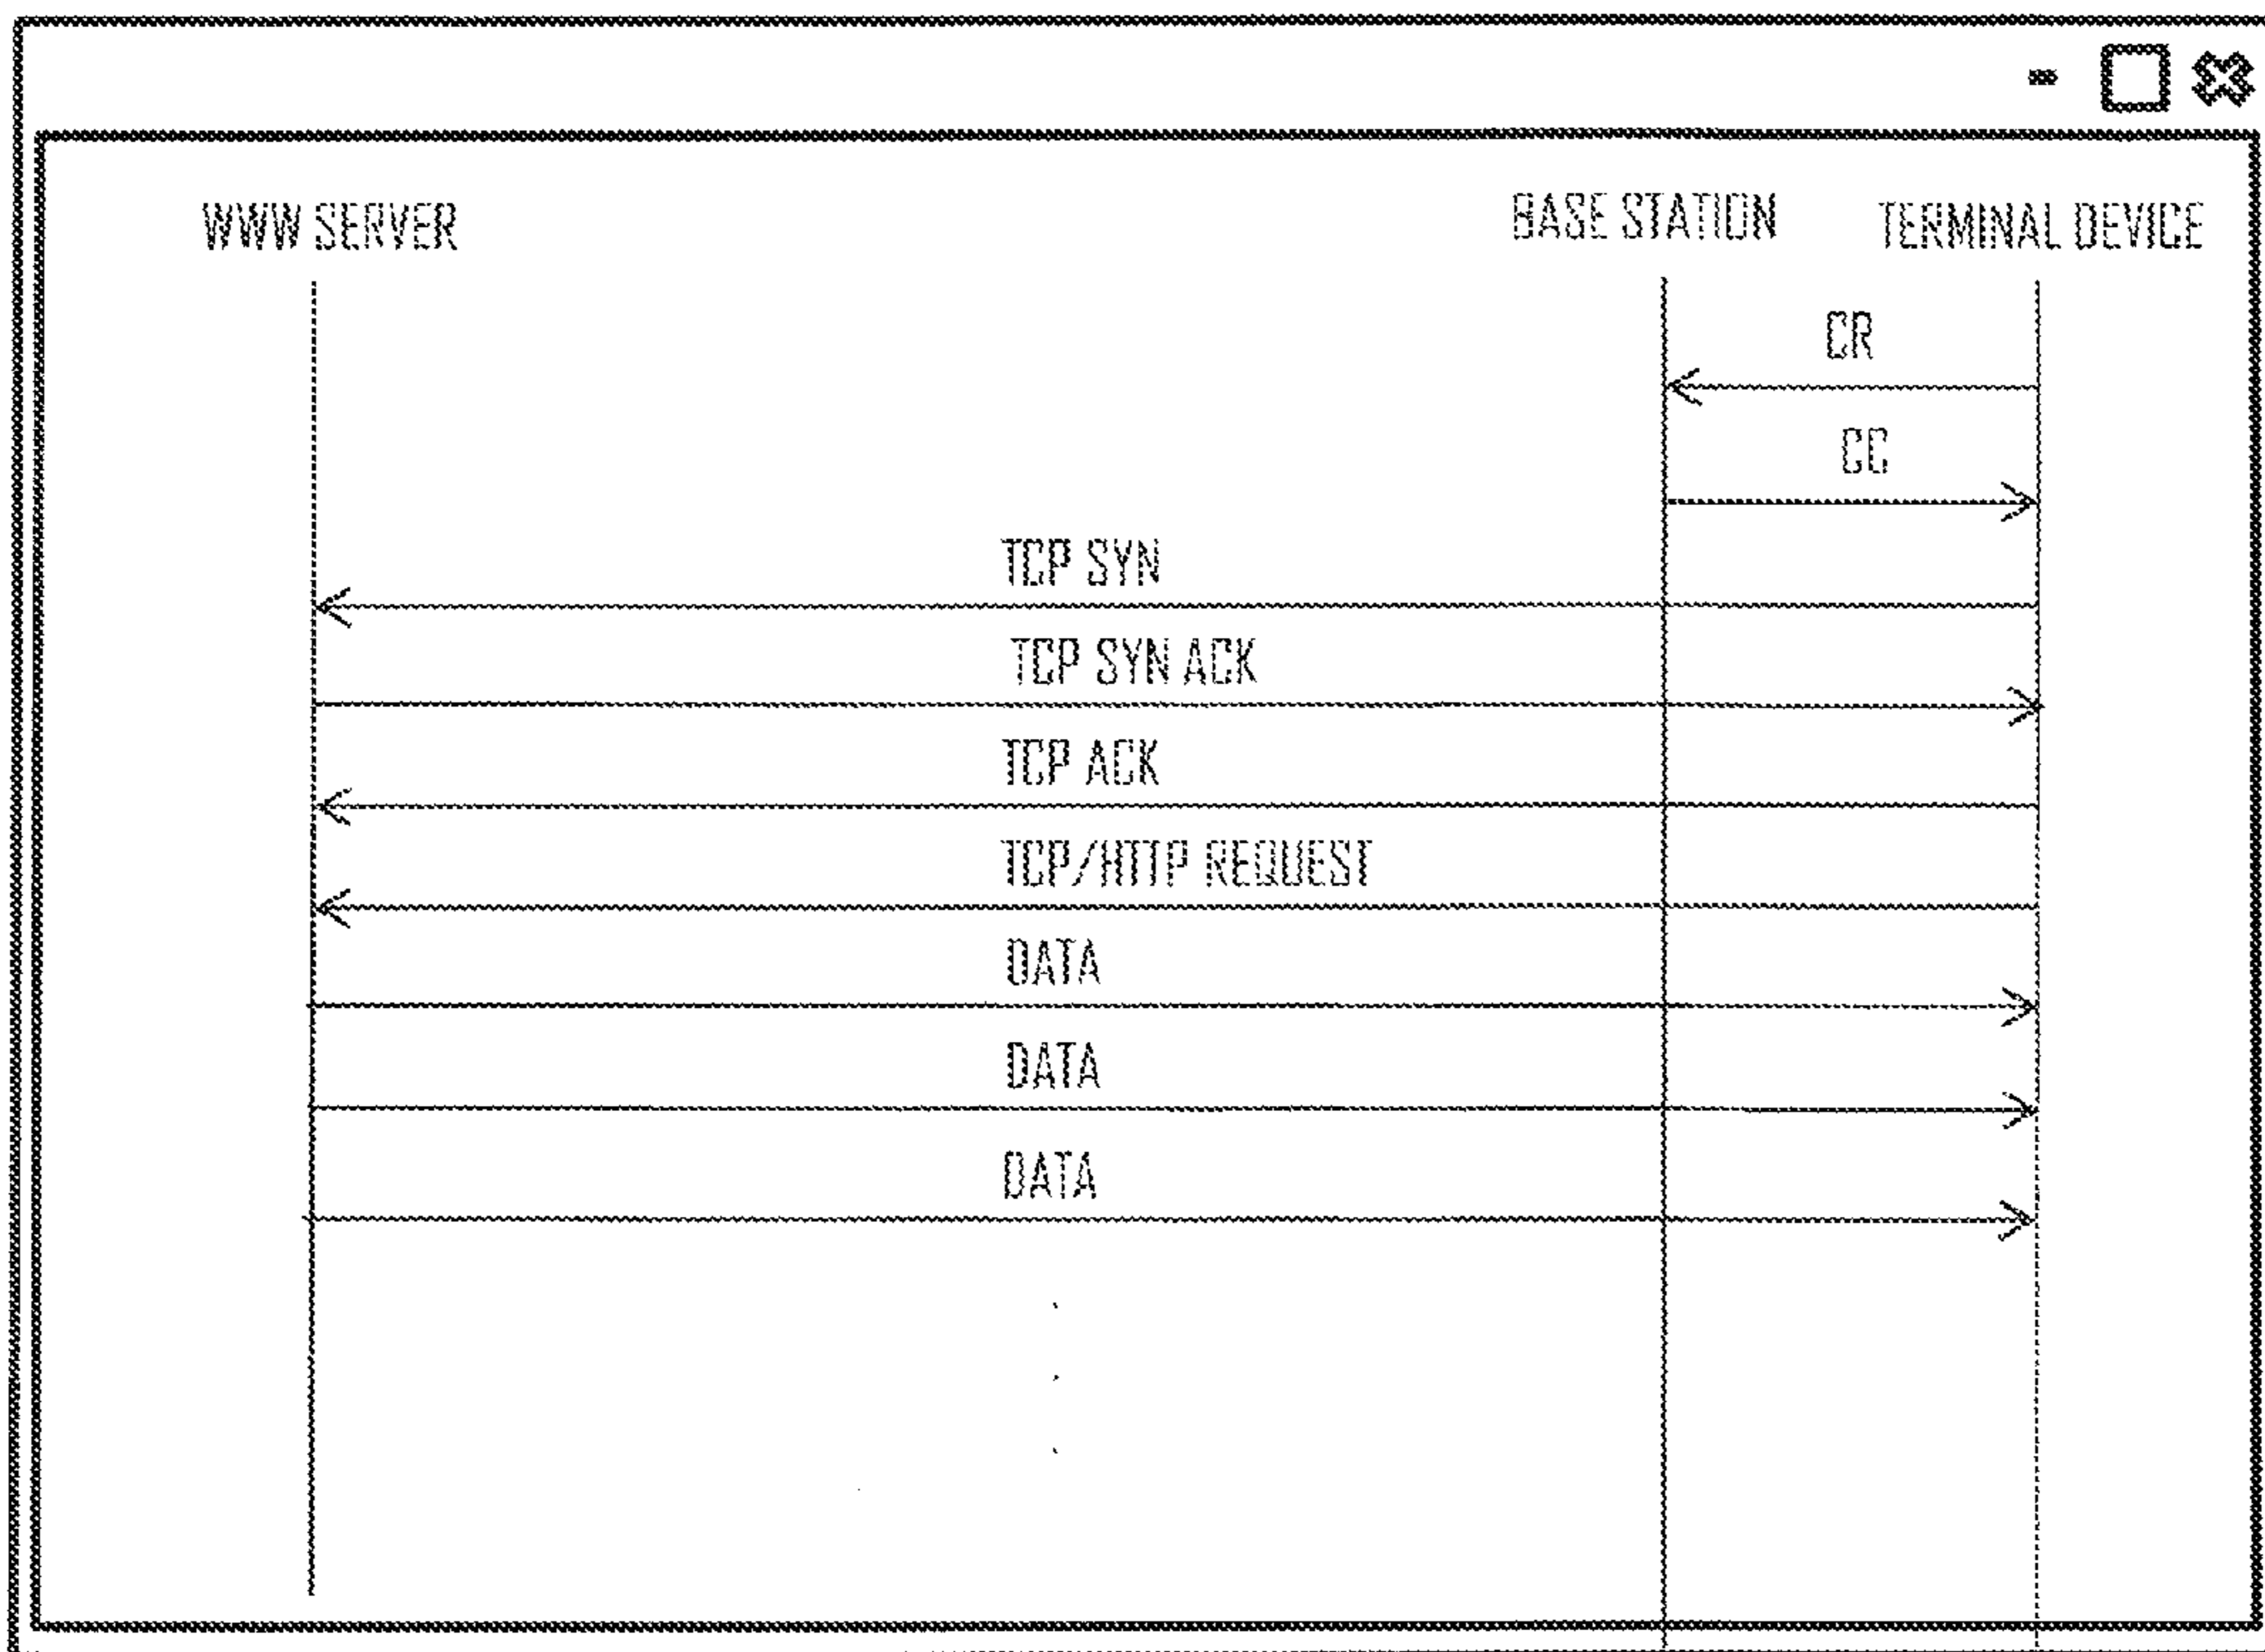 WWW SERVER
BASE STATION
TERMINAL DEVICE
CR
CC
TCP SYN
TCP SYN ACK
TCP ACK
TCP/HTTP REQUEST
DATA
DATA
DATA